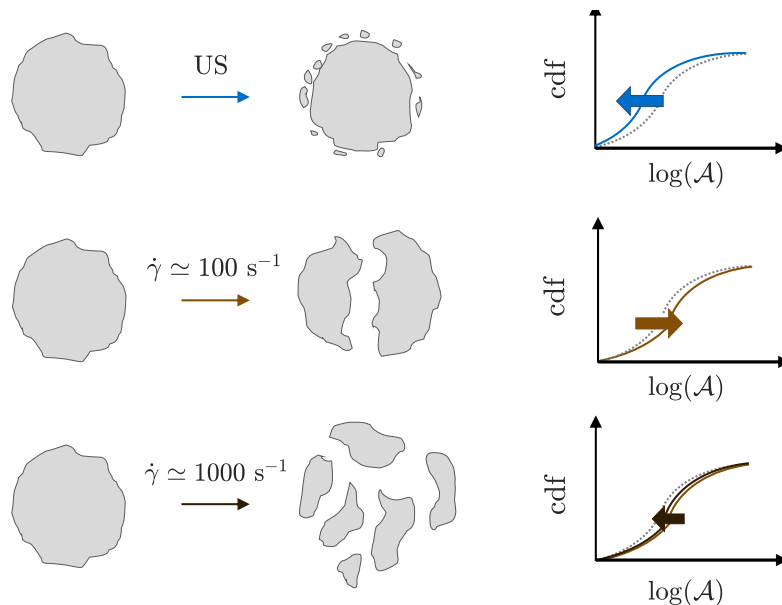 US
cdf
log(𝒜)
γ̇ ≃ 100 s⁻¹
cdf
log(𝒜)
γ̇ ≃ 1000 s⁻¹
cdf
log(𝒜)